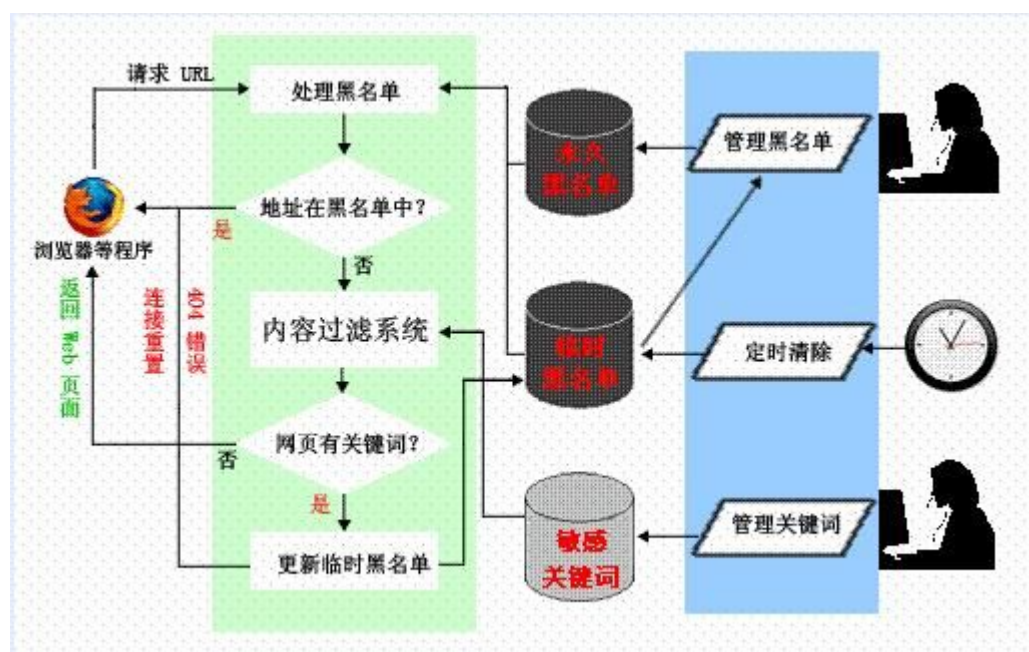 请求 URL
处理黑名单
永久
黑名单
管理黑名单
地址在黑名单中？
是
浏览器等程序
否
返回 Web 页面
连接重置
404 错误
内容过滤系统
临时
黑名单
定时清除
网页有关键词？
否
是
更新临时黑名单
敏感
关键词
管理关键词